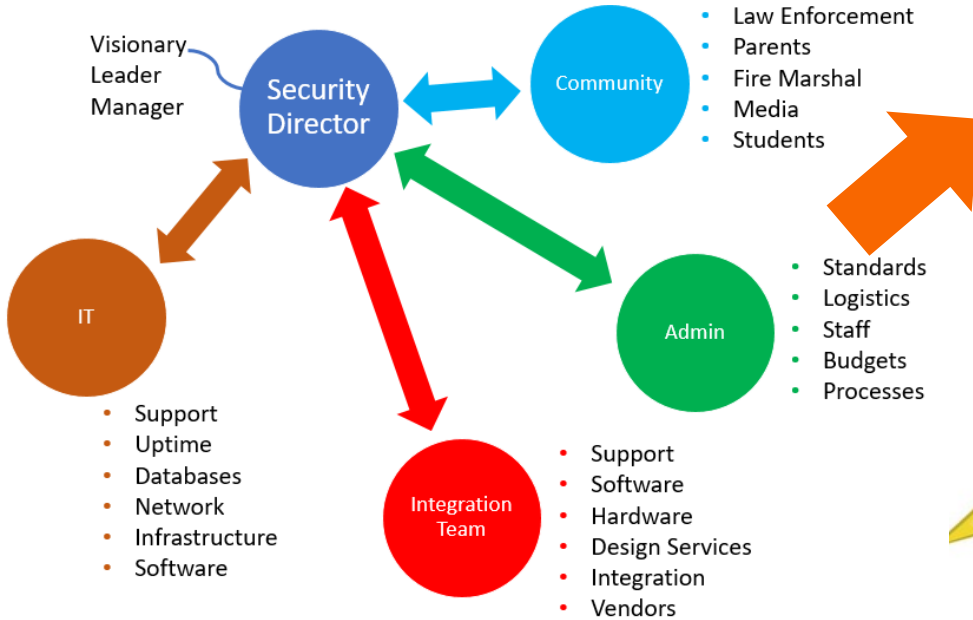 Visionary
Leader
Manager
Security
Director
Community
• Law Enforcement
• Parents
• Fire Marshal
• Media
• Students
IT
• Support
• Uptime
• Databases
• Network
• Infrastructure
• Software
Integration
Team
• Support
• Software
• Hardware
• Design Services
• Integration
• Vendors
Admin
• Standards
• Logistics
• Staff
• Budgets
• Processes